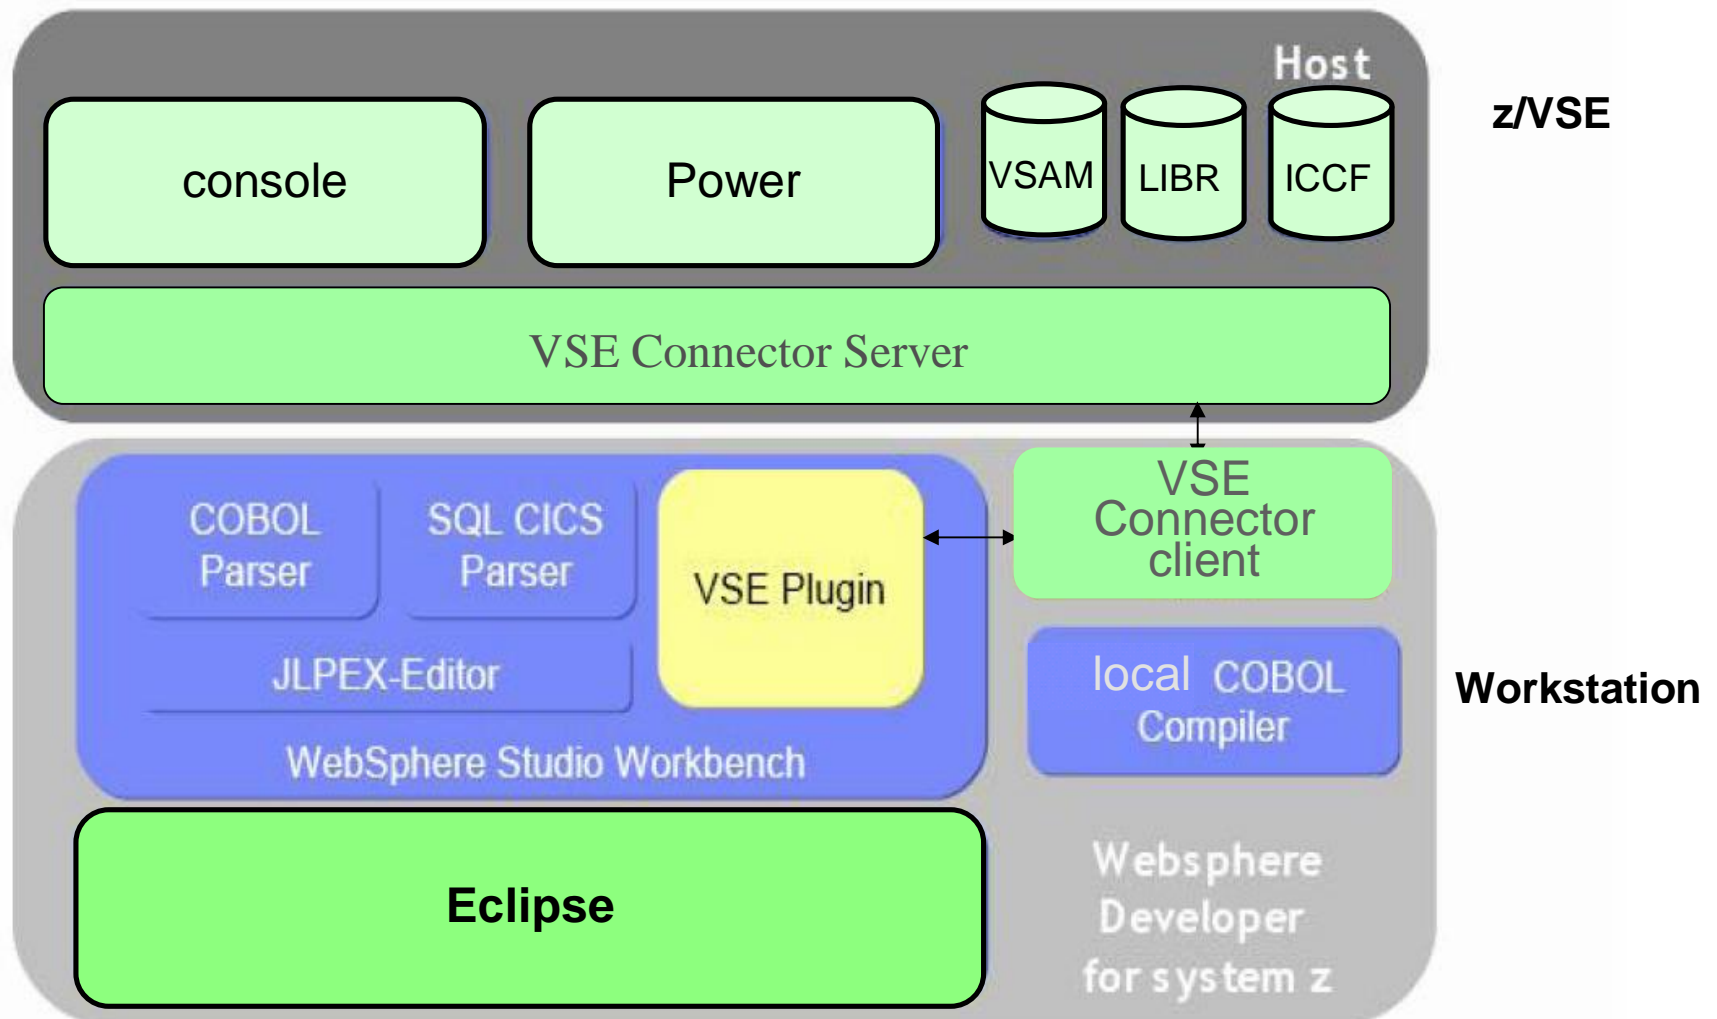 Host
z/VSE
console
Power
VSAM
LIBR
ICCF
VSE Connector Server
COBOL
Parser
SQL CICS
Parser
VSE Plugin
VSE
Connector
client
JLPEX-Editor
local COBOL
Compiler
Workstation
WebSphere Studio Workbench
Eclipse
Websphere
Developer
for system z